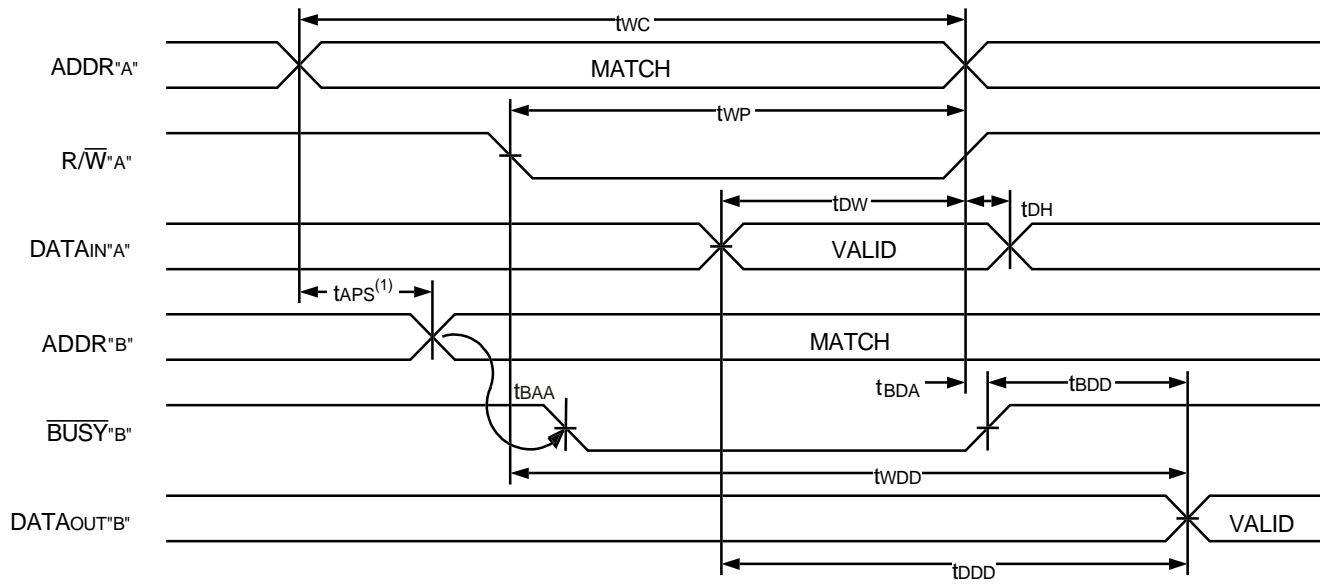 tWC
ADDR"A"
MATCH
tWP
R/W̅"A"
tDW
tDH
DATAIN"A"
VALID
tAPS(1)
ADDR"B"
MATCH
tBAA
tBDA
tBDD
B̅U̅S̅Y̅"B"
tWDD
DATAOUT"B"
VALID
tDDD